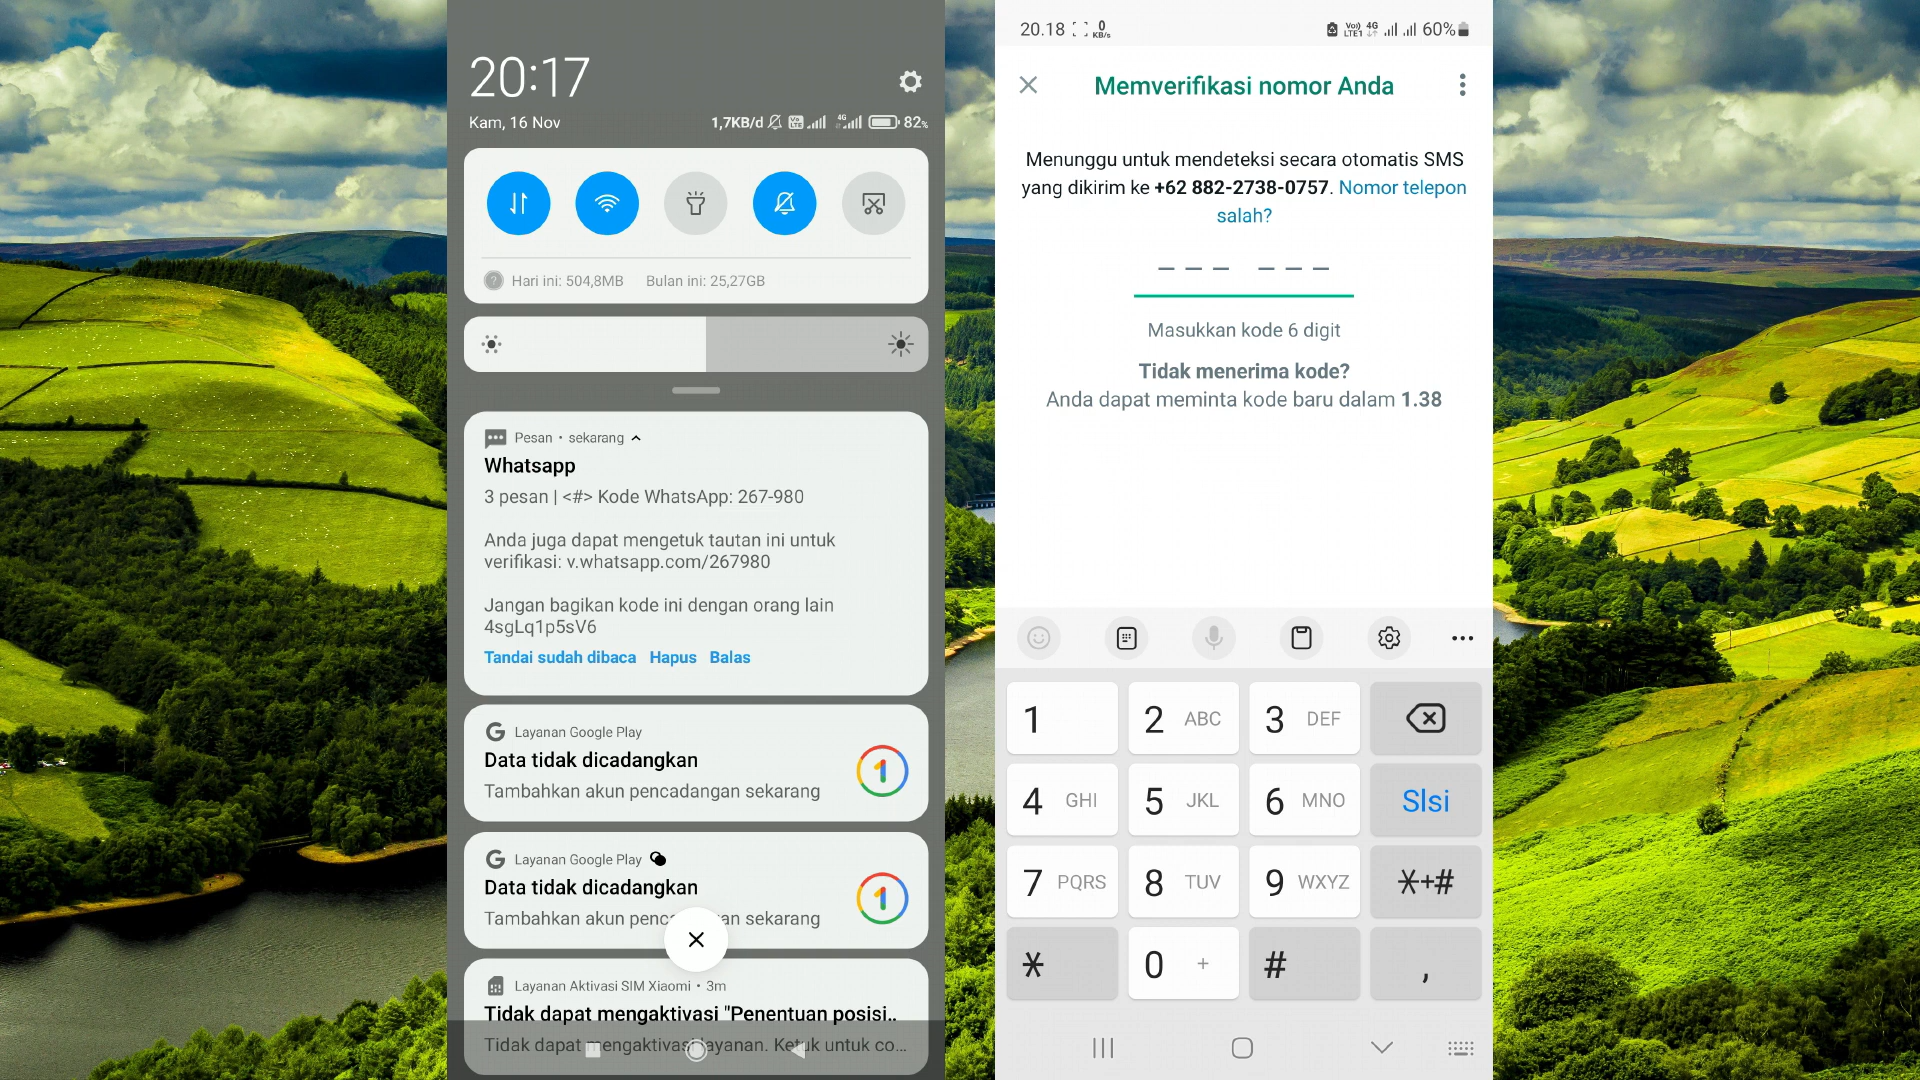 20:17
Kam, 16 Nov
1,7KB/d 4G 82%
Hari ini: 504,8MB Bulan ini: 25,27GB
Pesan • sekarang
Whatsapp
3 pesan | <#> Kode WhatsApp: 267-980
Anda juga dapat mengetuk tautan ini untuk
verifikasi: v.whatsapp.com/267980
Jangan bagikan kode ini dengan orang lain
4sgLq1p5sV6
Tandai sudah dibaca Hapus Balas
Layanan Google Play
Data tidak dicadangkan
Tambahkan akun pencadangan sekarang
Layanan Google Play
Data tidak dicadangkan
Tambahkan akun an sekarang
Layanan Aktivasi SIM Xiaomi • 3m
Tidak dapat mengaktivasi "Penentuan posisi..
Tidak dapat mengaktivasi layanan. Ketuk untuk co...
20.18 0 KB/s Vo)) LTE1 4G 60%
Memverifikasi nomor Anda
Menunggu untuk mendeteksi secara otomatis SMS
yang dikirim ke +62 882-2738-0757. Nomor telepon
salah?
Masukkan kode 6 digit
Tidak menerima kode?
Anda dapat meminta kode baru dalam 1.38
1 2 ABC 3 DEF
4 GHI 5 JKL 6 MNO Slsi
7 PQRS 8 TUV 9 WXYZ *+#
* 0 + # ,